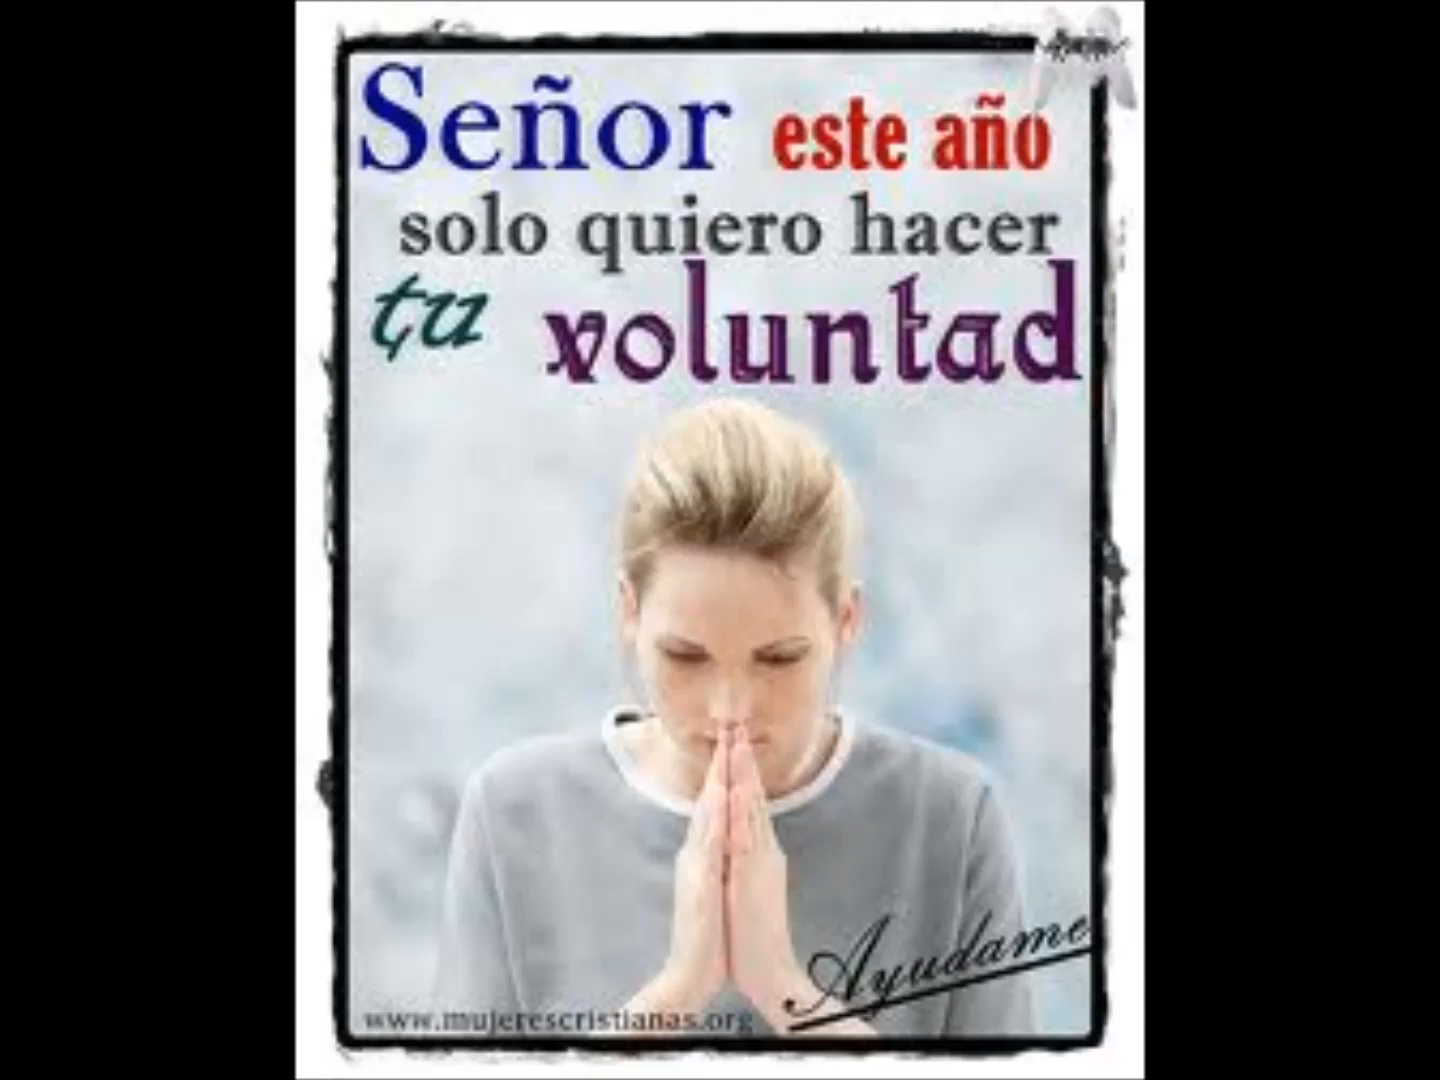 Señor este año
solo quiero hacer
tu voluntad
Ayudame
www.mujerescristianas.org